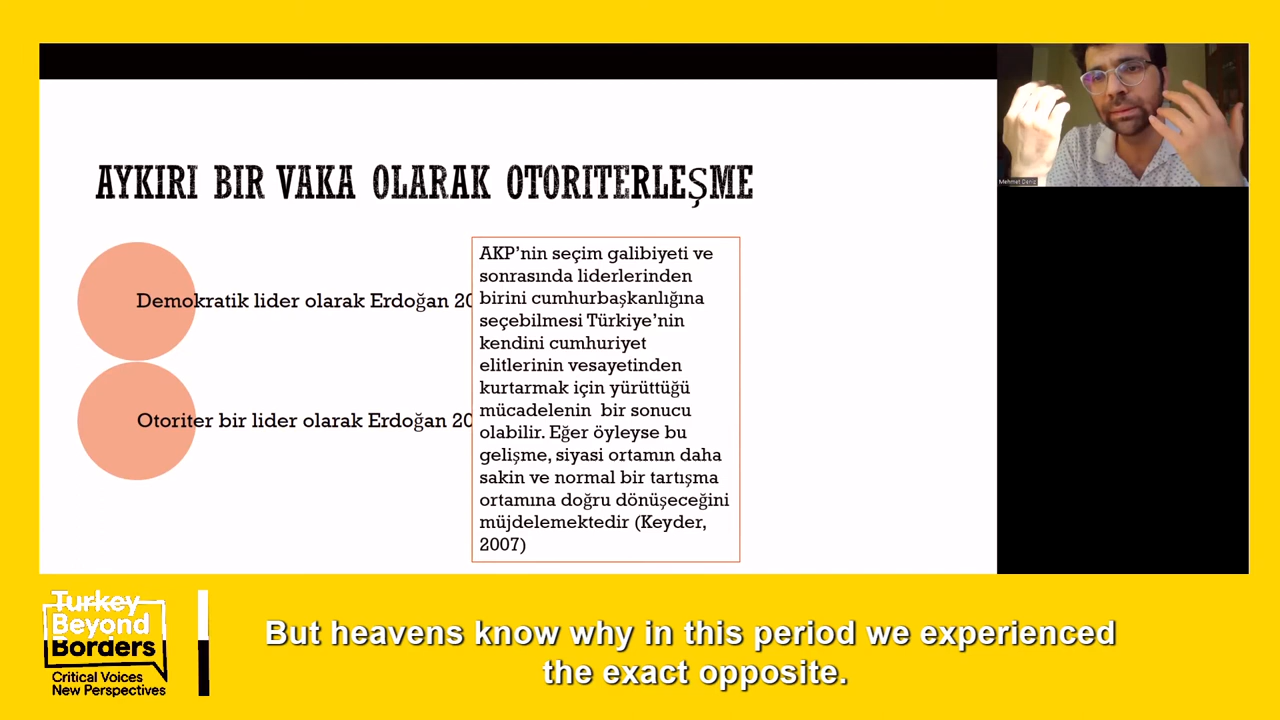 AYKIRI BIR VAKA OLARAK OTORITERLEŞME
Demokratik lider olarak Erdoğan 20
Otoriter bir lider olarak Erdoğan 20
AKP’nin seçim galibiyeti ve
sonrasında liderlerinden
birini cumhurbaşkanlığına
seçebilmesi Türkiye’nin
kendini cumhuriyet
elitlerinin vesayetinden
kurtarmak için yürüttüğü
mücadelenin bir sonucu
olabilir. Eğer öyleyse bu
gelişme, siyasi ortamın daha
sakin ve normal bir tartışma
ortamına doğru dönüşeceğini
müjdelemektedir (Keyder,
2007)
Mehmet Deniz
Turkey
Beyond
Borders
Critical Voices
New Perspectives
But heavens know why in this period we experienced
the exact opposite.